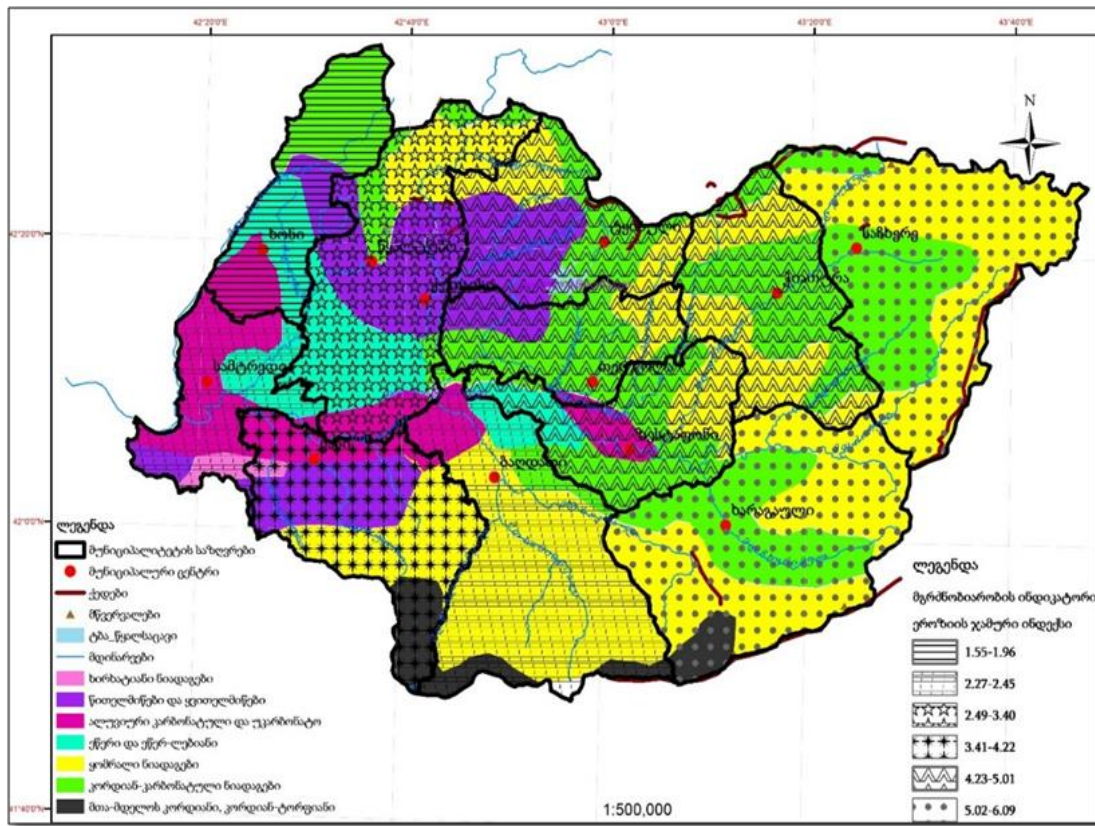 42°20'0"E
42°40'0"E
43°0'0"E
43°20'0"E
43°40'0"E
N
42°20'0"N
42°0'0"N
41°40'0"N
ხონი
ტყიბული
საჩხერე
ჭიათურა
სამტრედია
ზესტაფონი
ბაღდათი
ხარაგაული
ლეგენდა
მუნიციპალიტეტის საზღვრები
მუნიციპალური ცენტრი
ქედები
მწვერვალები
ტბა_წყალსაცავი
მდინარეები
ხირხატიანი ნიადაგები
წითელმიწები და ყვითელმიწები
ალუვიური კარბონატული და უკარბონატო
ეწერი და ეწერ-ლებიანი
ყომრალი ნიადაგები
კორდიან-კარბონატული ნიადაგები
მთა-მდელოს კორდიანი, კორდიან-ტორფიანი
1:500,000
ლეგენდა
მგრძნობიარობის ინდიკატორი
ეროზიის ჯამური ინდექსი
1.55-1.96
2.27-2.45
2.49-3.40
3.41-4.22
4.23-5.01
5.02-6.09